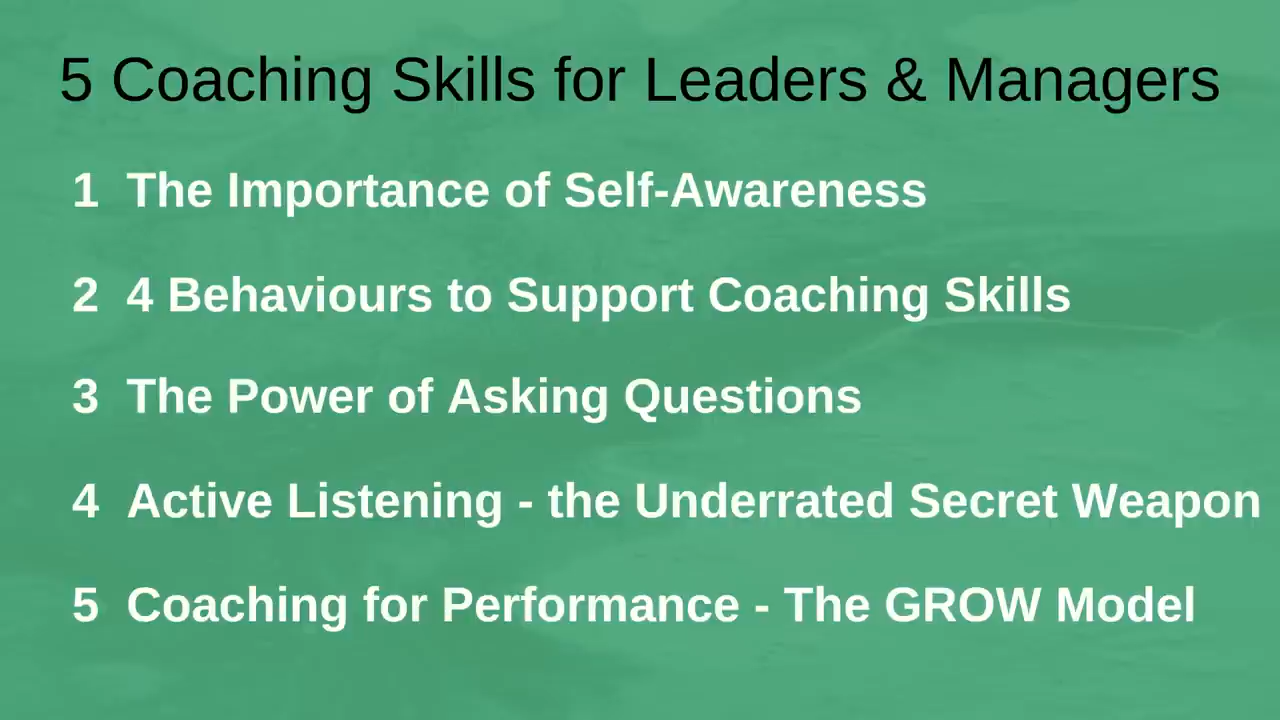 5 Coaching Skills for Leaders & Managers
1 The Importance of Self-Awareness
2 4 Behaviours to Support Coaching Skills
3 The Power of Asking Questions
4 Active Listening - the Underrated Secret Weapon
5 Coaching for Performance - The GROW Model